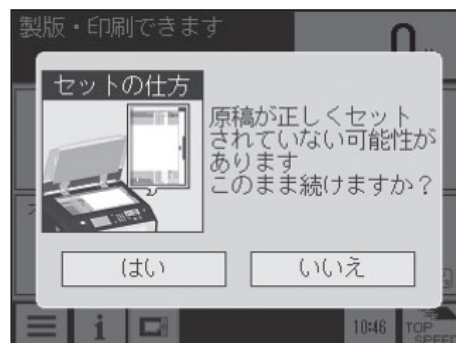 製版・印刷できます
セットの仕方
原稿が正しくセット
されていない可能性が
あります
このまま続けますか？
はい
いいえ
10:46
TOP
SPEED